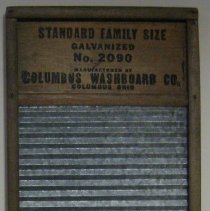 STANDARD FAMILY SIZE
GALVANIZED
No. 2090
MANUFACTURED BY
COLUMBUS WASHBOARD CO.
COLUMBUS OHIO